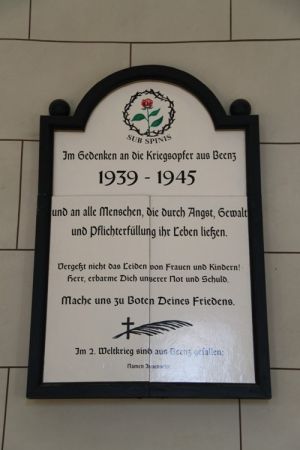 SUB SPINIS
Im Gedenken an die Kriegsopfer aus Beenz
1939 - 1945
und an alle Menschen, die durch Angst, Gewalt
und Pflichterfüllung ihr Leben ließen.
Vergeßt nicht das Leiden von Frauen und Kindern!
Herr, erbarme Dich unserer Not und Schuld.
Mache uns zu Boten Deines Friedens.
Im 2. Weltkrieg sind aus Beenz gefallen:
Namen